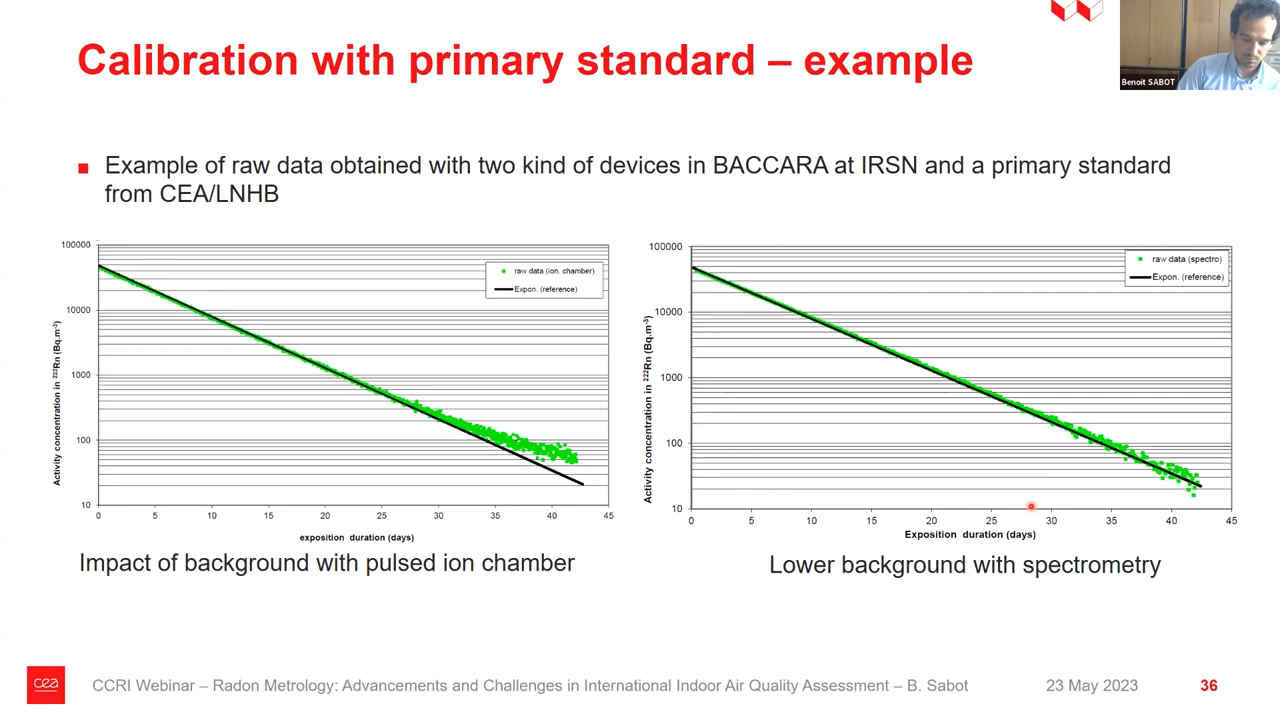 Calibration with primary standard – example
Benoit SABOT
■ Example of raw data obtained with two kind of devices in BACCARA at IRSN and a primary standard
from CEA/LNHB
100000
10000
1000
100
10
Activity concentration in ²²²Rn (Bq.m⁻³)
raw data (ion. chamber)
Expon. (reference)
0 5 10 15 20 25 30 35 40 45
exposition duration (days)
Impact of background with pulsed ion chamber
100000
10000
1000
100
10
Activity concentration in ²²²Rn (Bq.m⁻³)
raw data (spectro)
Expon. (reference)
0 5 10 15 20 25 30 35 40 45
Exposition duration (days)
Lower background with spectrometry
cea
CCRI Webinar – Radon Metrology: Advancements and Challenges in International Indoor Air Quality Assessment – B. Sabot
23 May 2023
36